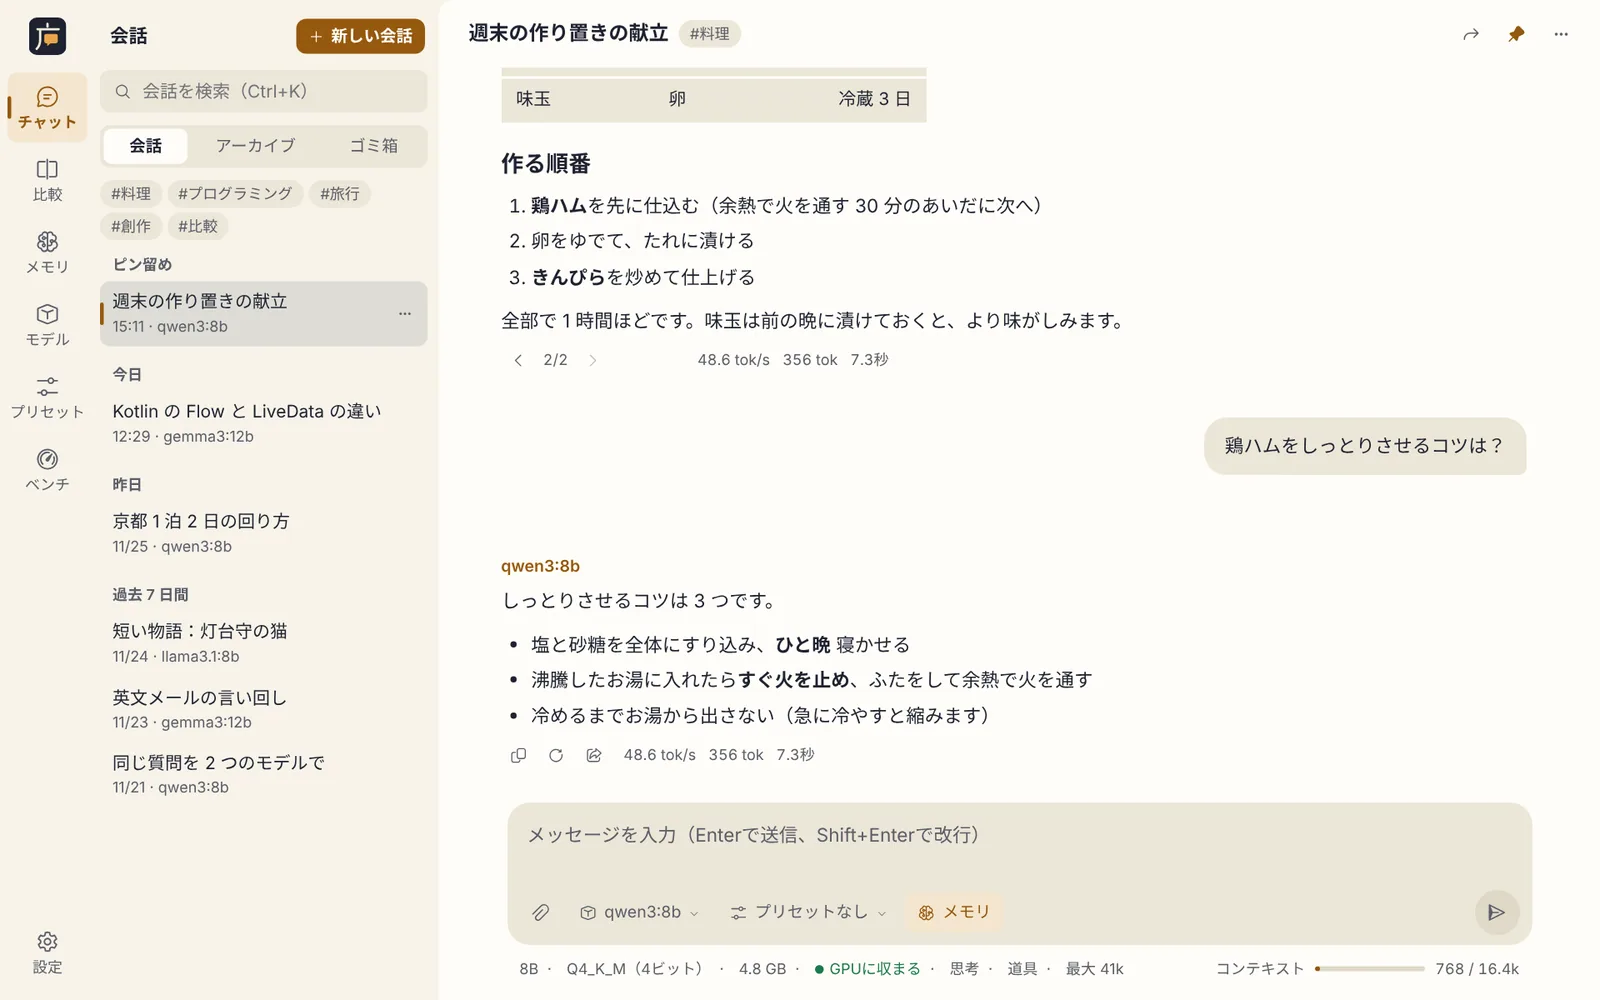 会話
新しい会話
会話を検索（Ctrl+K）
会話 アーカイブ ゴミ箱
#料理 #プログラミング #旅行
#創作 #比較
ピン留め
週末の作り置きの献立
15:11 · qwen3:8b
今日
Kotlin の Flow と LiveData の違い
12:29 · gemma3:12b
昨日
京都 1 泊 2 日の回り方
11/25 · qwen3:8b
過去 7 日間
短い物語：灯台守の猫
11/24 · llama3.1:8b
英文メールの言い回し
11/23 · gemma3:12b
同じ質問を 2 つのモデルで
11/21 · qwen3:8b
チャット
比較
メモリ
モデル
プリセット
ベンチ
設定
週末の作り置きの献立 #料理
味玉 卵 冷蔵 3 日
作る順番
1. 鶏ハムを先に仕込む（余熱で火を通す 30 分のあいだに次へ）
2. 卵をゆでて、たれに漬ける
3. きんぴらを炒めて仕上げる
全部で 1 時間ほどです。味玉は前の晩に漬けておくと、より味がしみます。
2/2 48.6 tok/s 356 tok 7.3秒
鶏ハムをしっとりさせるコツは？
qwen3:8b
しっとりさせるコツは 3 つです。
• 塩と砂糖を全体にすり込み、ひと晩 寝かせる
• 沸騰したお湯に入れたらすぐ火を止め、ふたをして余熱で火を通す
• 冷めるまでお湯から出さない（急に冷やすと縮みます）
48.6 tok/s 356 tok 7.3秒
メッセージを入力（Enterで送信、Shift+Enterで改行）
qwen3:8b プリセットなし メモリ
8B · Q4_K_M（4ビット） · 4.8 GB · GPUに収まる · 思考 · 道具 · 最大 41k コンテキスト 768 / 16.4k